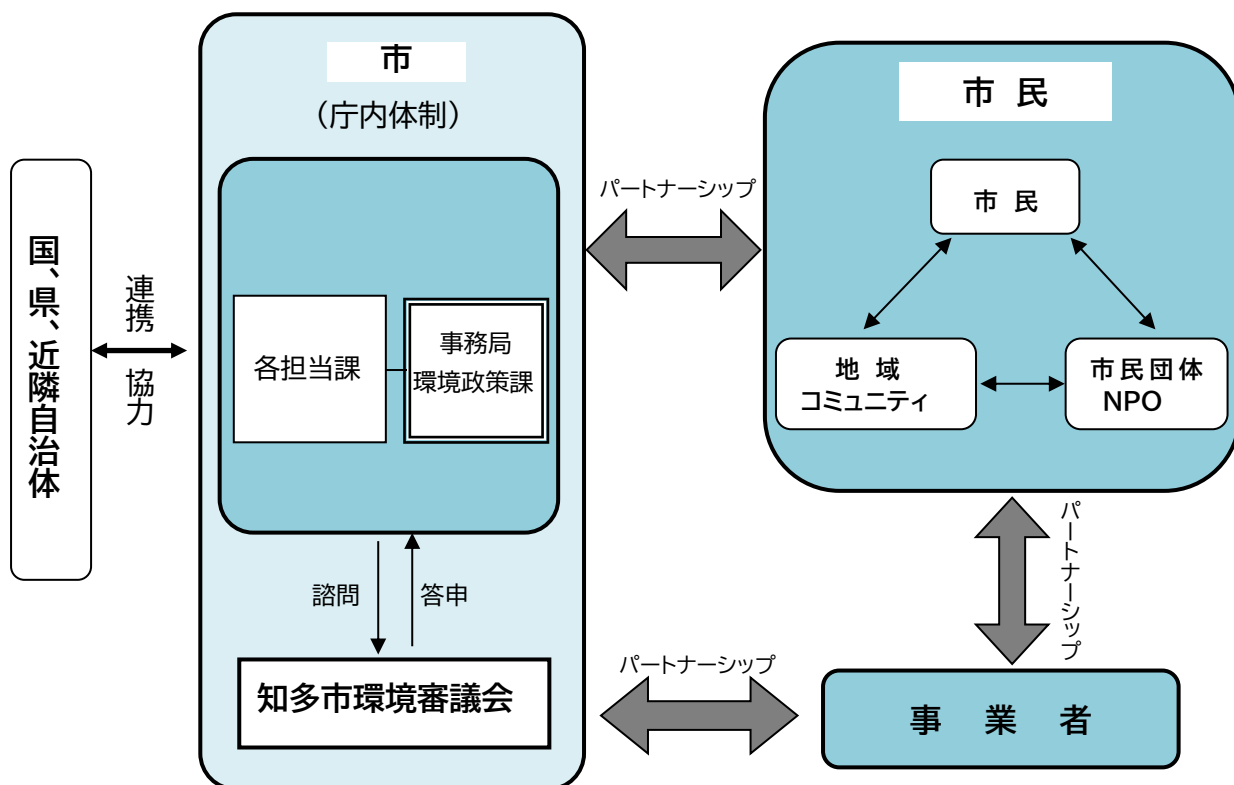 国、県、近隣自治体
連携
協力
市
（庁内体制）
各担当課
事務局
環境政策課
諮問
答申
知多市環境審議会
パートナーシップ
市 民
市 民
地 域
コミュニティ
市民団体
NPO
パートナーシップ
パートナーシップ
事 業 者